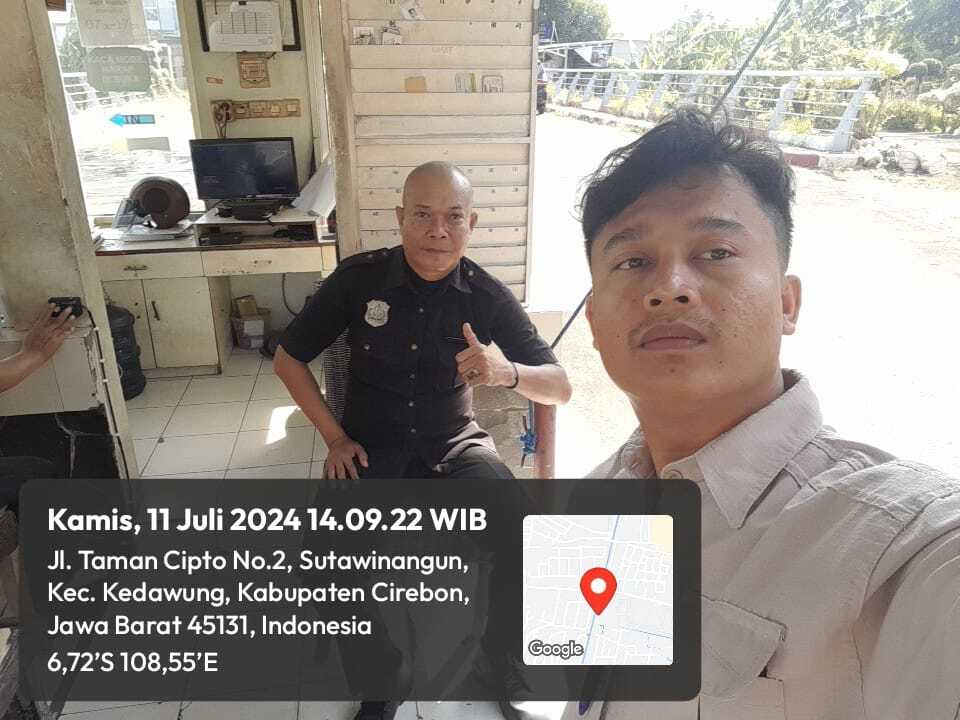 Kamis, 11 Juli 2024 14.09.22 WIB
Jl. Taman Cipto No.2, Sutawinangun,
Kec. Kedawung, Kabupaten Cirebon,
Jawa Barat 45131, Indonesia
6,72’S 108,55’E
Google